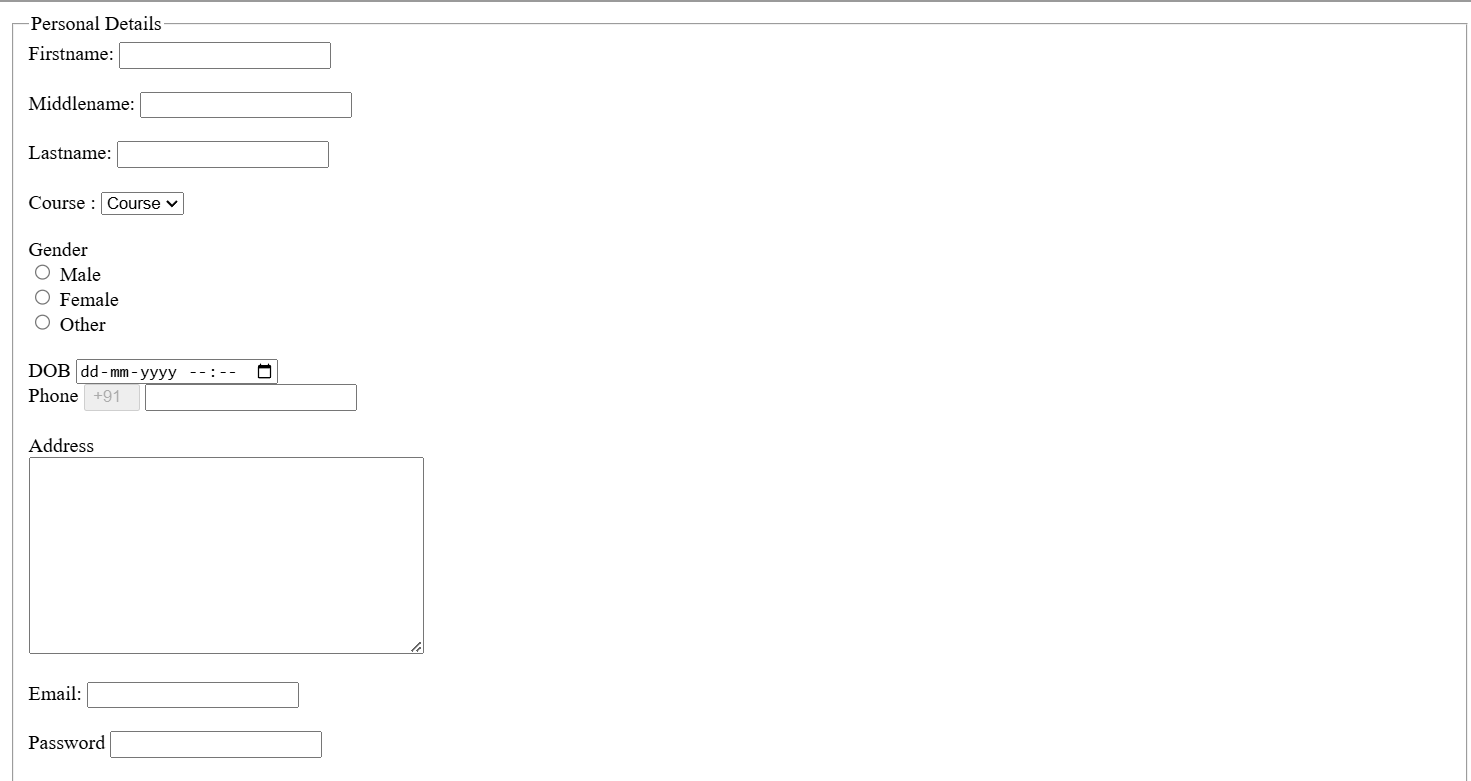 Personal Details
Firstname:
Middlename:
Lastname:
Course : Course
Gender
Male
Female
Other
DOB dd-mm-yyyy --:--
Phone +91
Address
Email:
Password